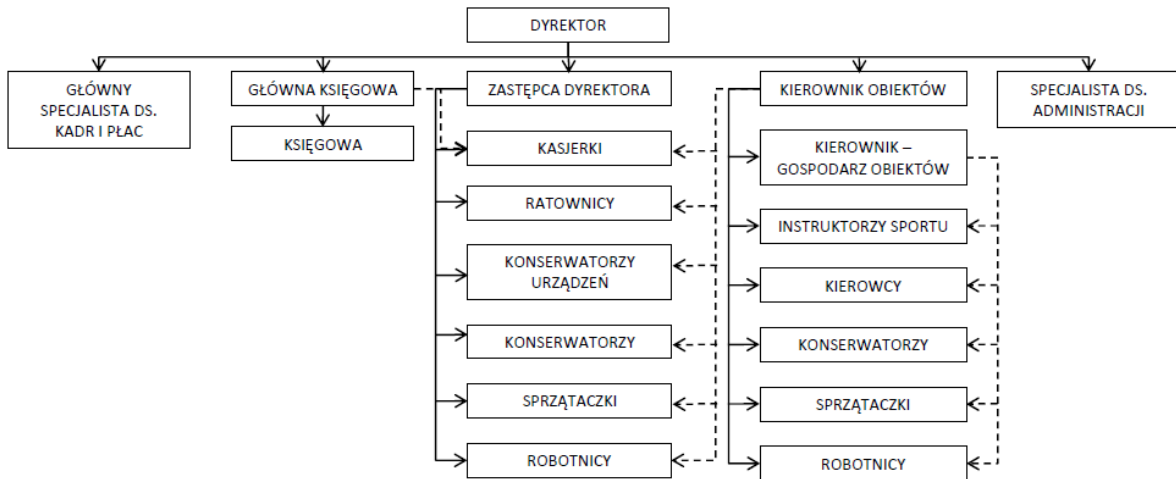 DYREKTOR
GŁÓWNY
SPECJALISTA DS.
KADR I PŁAC
GŁÓWNA KSIĘGOWA
ZASTĘPCA DYREKTORA
KIEROWNIK OBIEKTÓW
SPECJALISTA DS.
ADMINISTRACJI
KSIĘGOWA
KASJERKI
RATOWNICY
KONSERWATORZY
URZĄDZEŃ
KONSERWATORZY
SPRZĄTACZKI
ROBOTNICY
KIEROWNIK –
GOSPODARZ OBIEKTÓW
INSTRUKTORZY SPORTU
KIEROWCY
KONSERWATORZY
SPRZĄTACZKI
ROBOTNICY